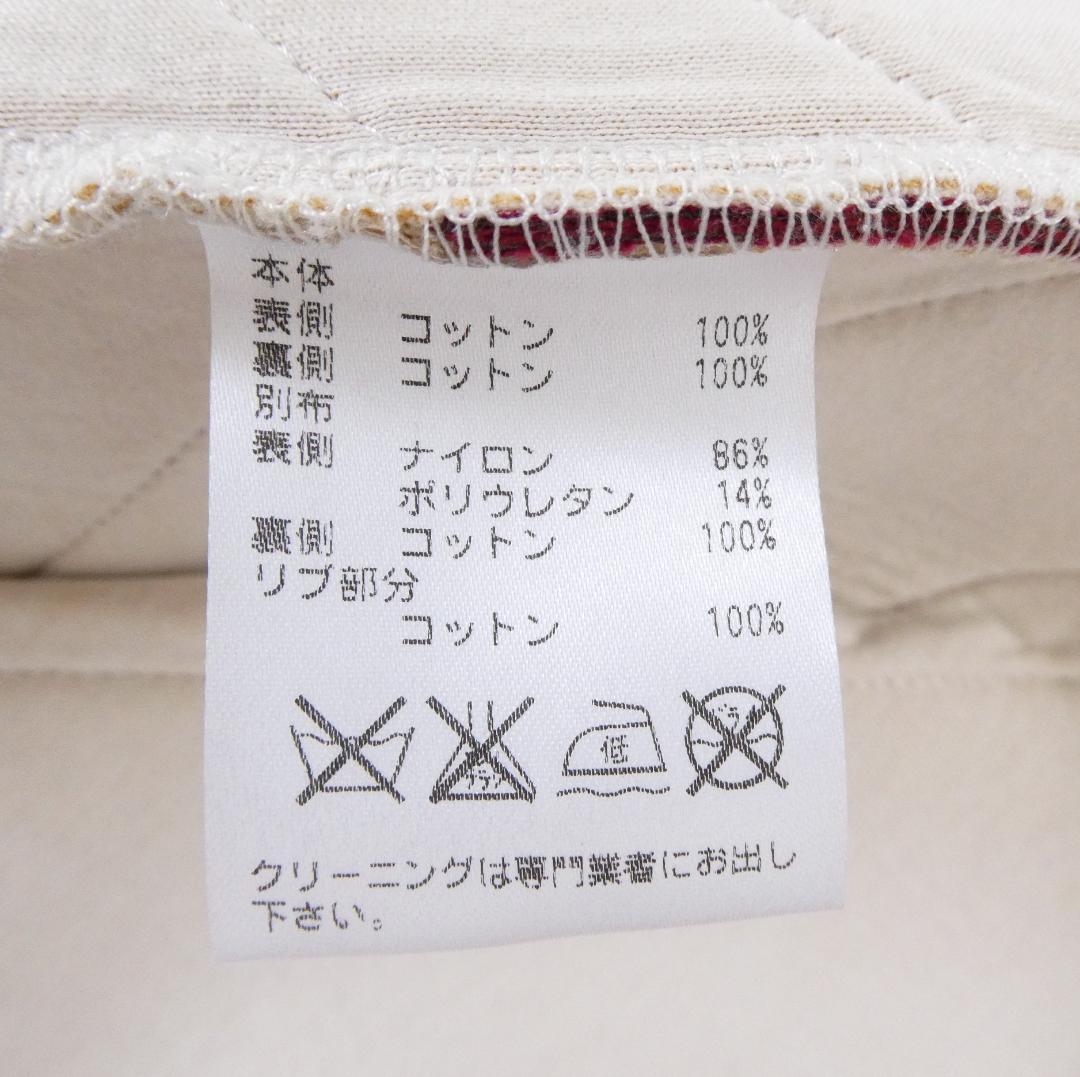 本体
表側 コットン 100%
裏側 コットン 100%
別布
表側 ナイロン 86%
ポリウレタン 14%
裏側 コットン 100%
リブ部分
コットン 100%
低
クリーニングは専門業者にお出し
下さい。